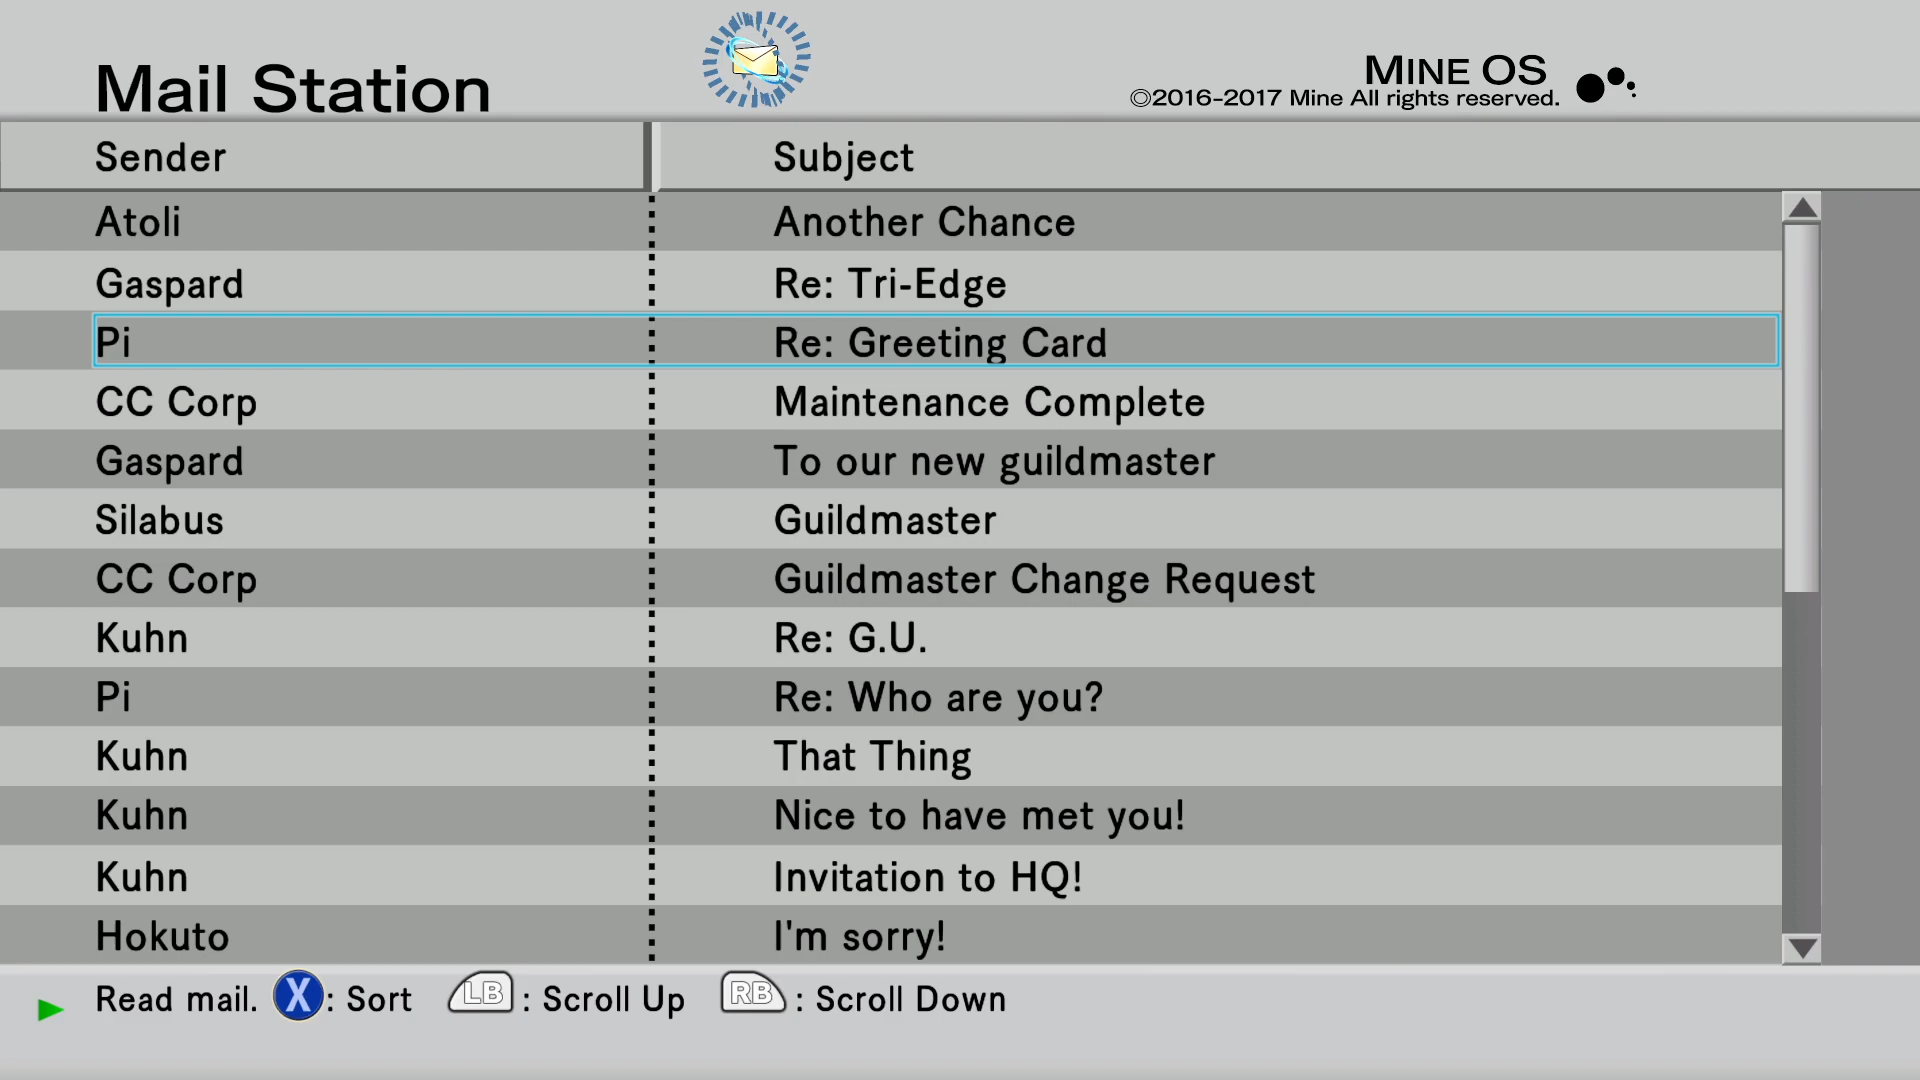 Mail Station
MINE OS
©2016-2017 Mine All rights reserved.
Sender Subject
Atoli Another Chance
Gaspard Re: Tri-Edge
Pi Re: Greeting Card
CC Corp Maintenance Complete
Gaspard To our new guildmaster
Silabus Guildmaster
CC Corp Guildmaster Change Request
Kuhn Re: G.U.
Pi Re: Who are you?
Kuhn That Thing
Kuhn Nice to have met you!
Kuhn Invitation to HQ!
Hokuto I'm sorry!
Read mail. X: Sort LB: Scroll Up RB: Scroll Down